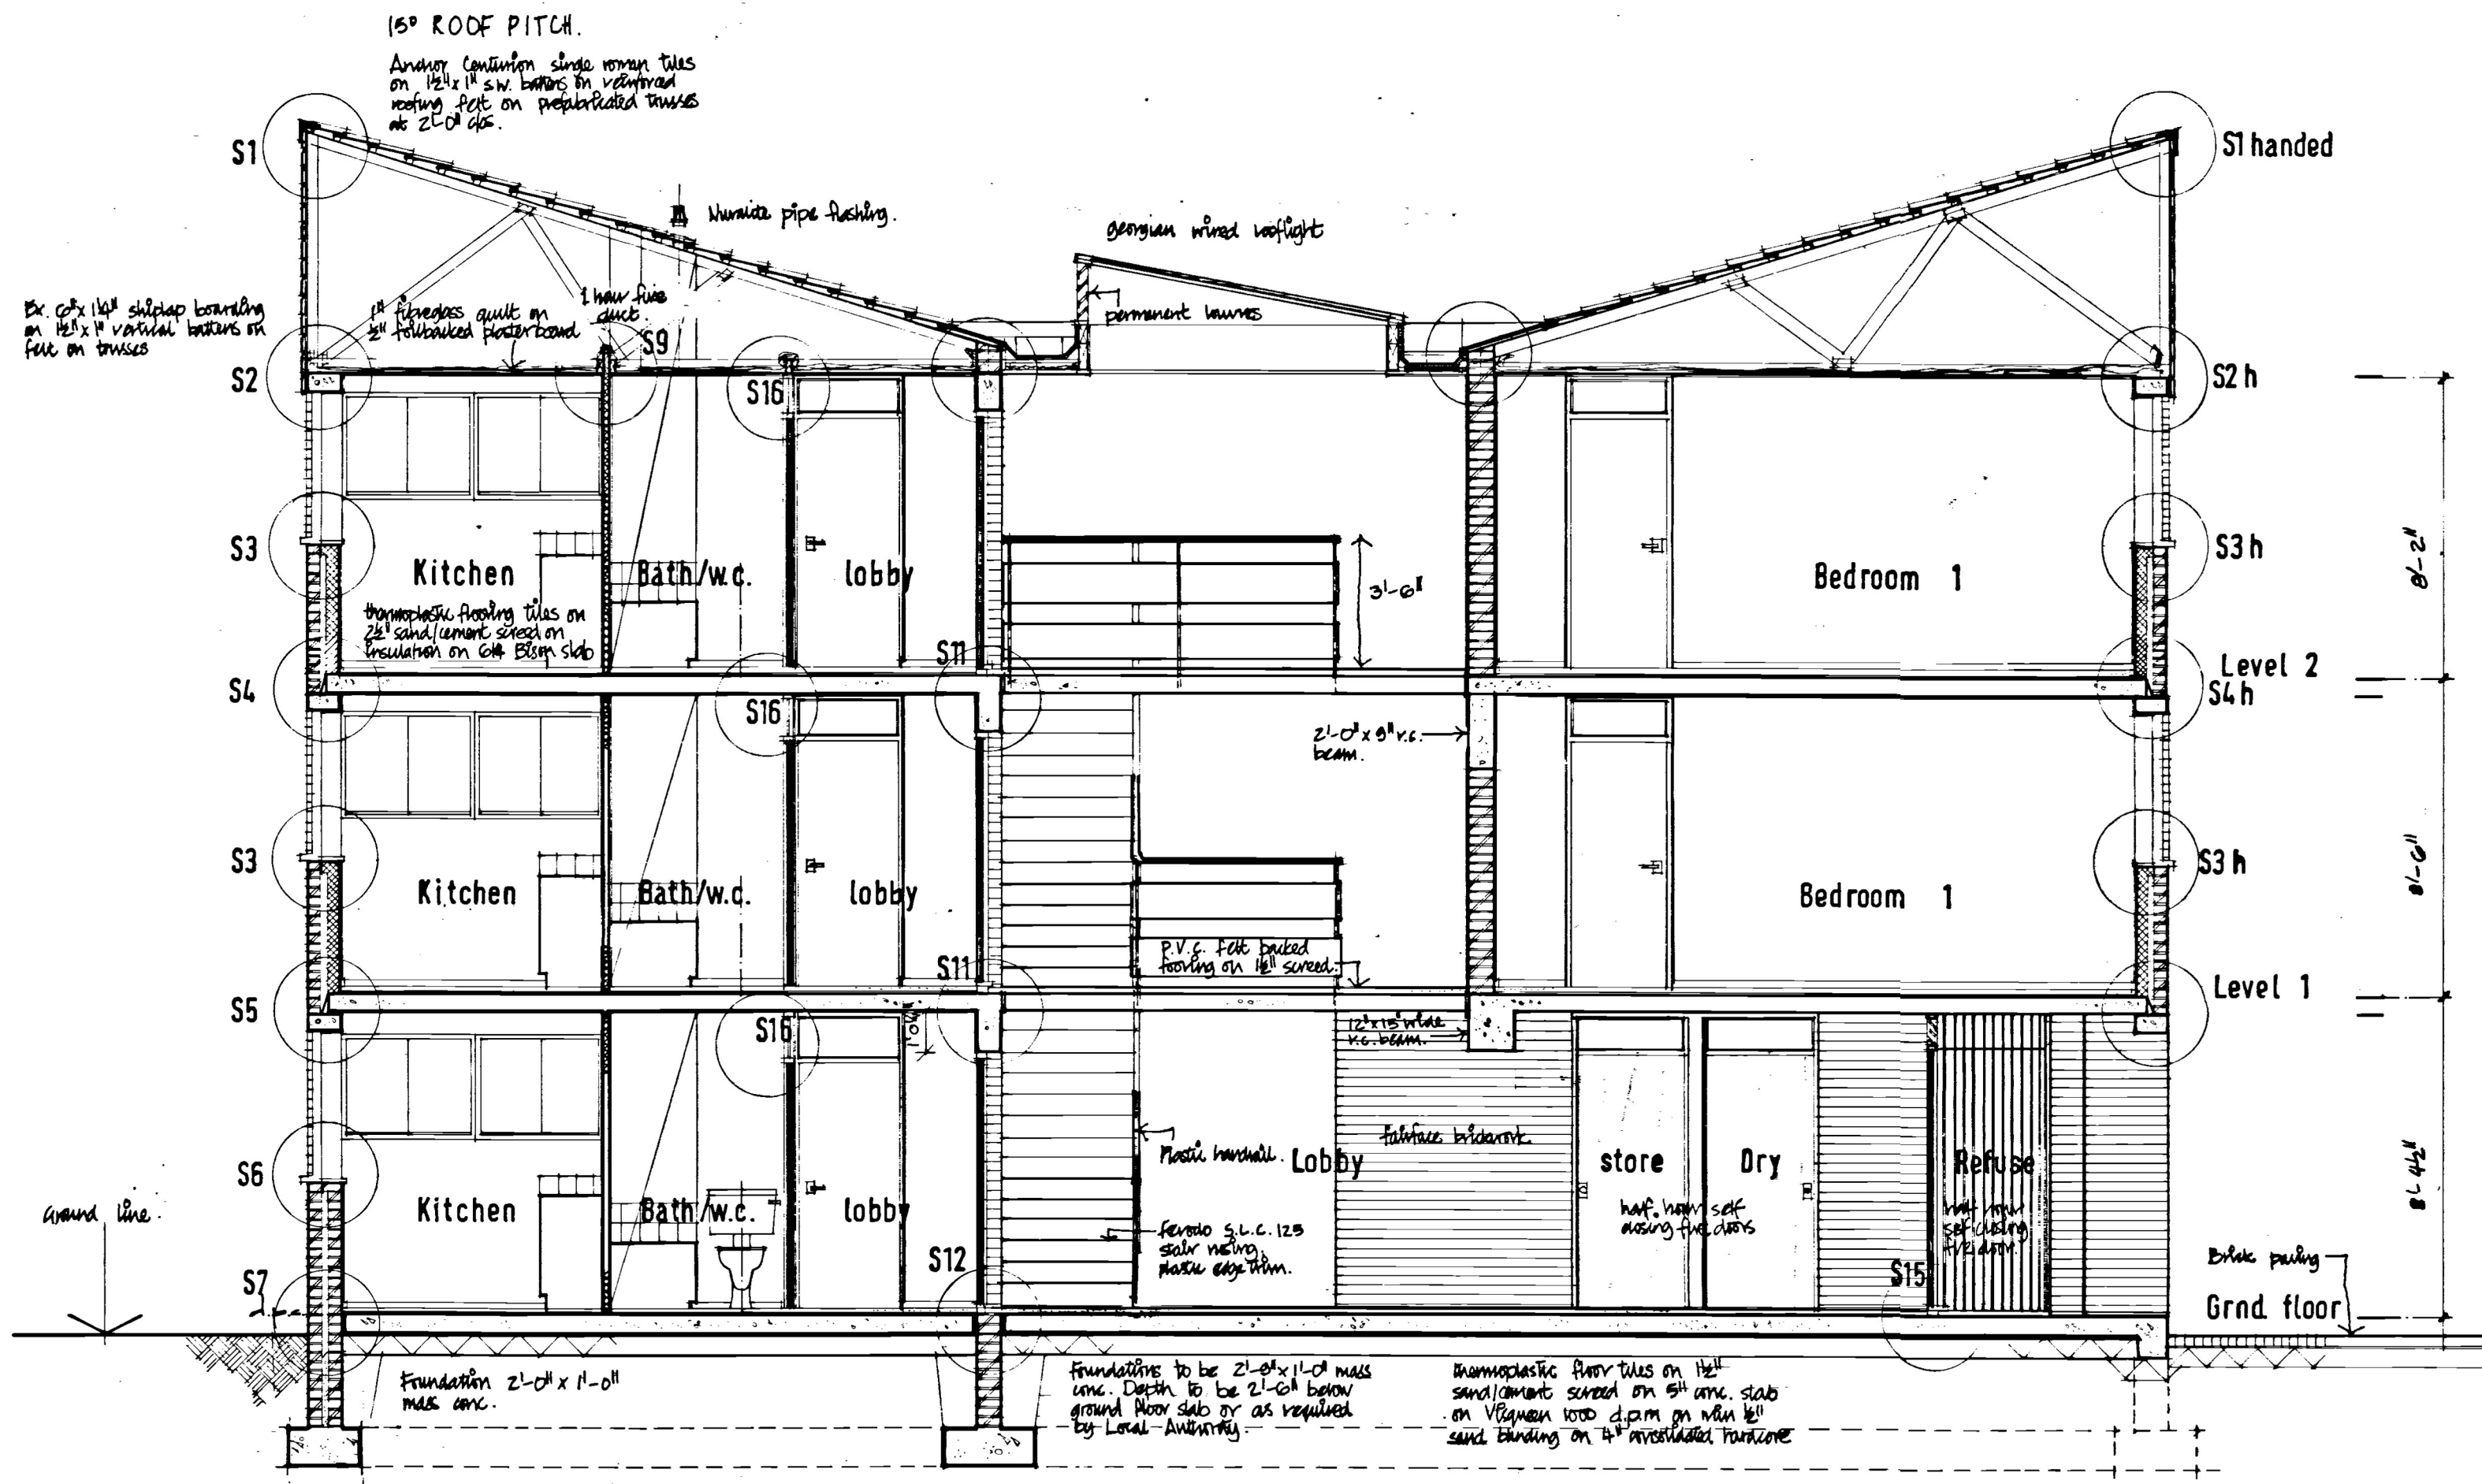 15° ROOF PITCH.
Anchor Centurion single roman tiles
on 1½" x 1" s.w. battens on reinforced
roofing felt on prefabricated trusses
at 2'-0" c/s.
S1
S1 handed
Nuralite pipe flashing.
georgian wired rooflight
permanent louvres
Ex. 6" x 1¼" shiplap boarding
on 1½" x 1" vertical battens on
felt on trusses
1" fibreglass quilt on
½" foilbacked plasterboard
1 hour fire
duct.
S9
S2
S16
S2 h
S3
Kitchen
Bath/w.c.
lobby
3'-6"
Bedroom 1
S3 h
8'-2"
thermoplastic flooring tiles on
2½" sand/cement screed on
insulation on 6¼ Bison slab
S11
Level 2
S4
S16
S4 h
2'-0" x 9" r.c.
beam.
S3
Kitchen
Bath/w.c.
lobby
Bedroom 1
S3 h
8'-6"
P.V.C. felt backed
flooring on 1½" screed.
S11
Level 1
S5
S16
12" x 15" wide
r.c. beam.
fairface brickwork
Plastic handrail.
Lobby
store
Dry
Refuse
S6
Kitchen
Bath/w.c.
lobby
half hour self
closing fire doors
half hour
self closing
fire door.
8'-4½"
Ground line.
Ferodo S.L.C. 125
stair nosing.
plastic edge trim.
S12
S7
S15
Brick paving
Grnd. floor
Foundation 2'-0" x 1'-0"
mass conc.
Foundations to be 2'-9" x 1'-0" mass
conc. Depth to be 2'-6" below
ground floor slab or as required
by Local Authority.
thermoplastic floor tiles on 1½"
sand/cement screed on 5" conc. slab
on Visqueen 1000 d.p.m on min ½"
sand blinding on 4" consolidated hardcore